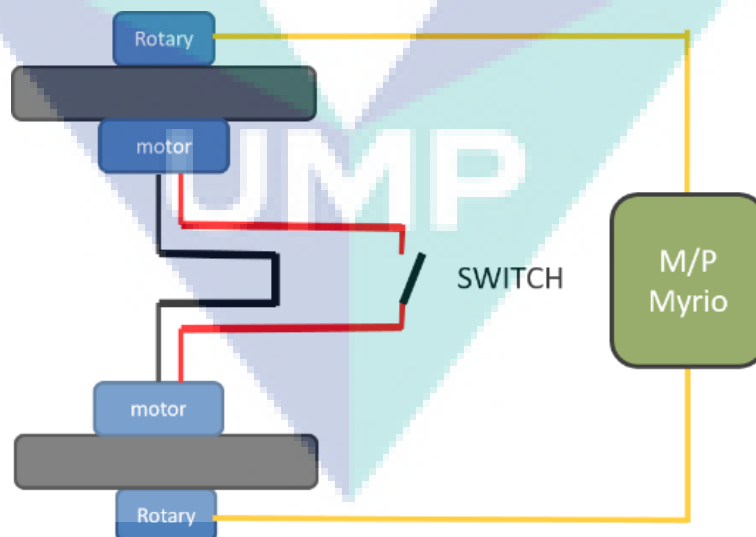 Rotary
motor
UMP
SWITCH
M/P
Myrio
motor
Rotary